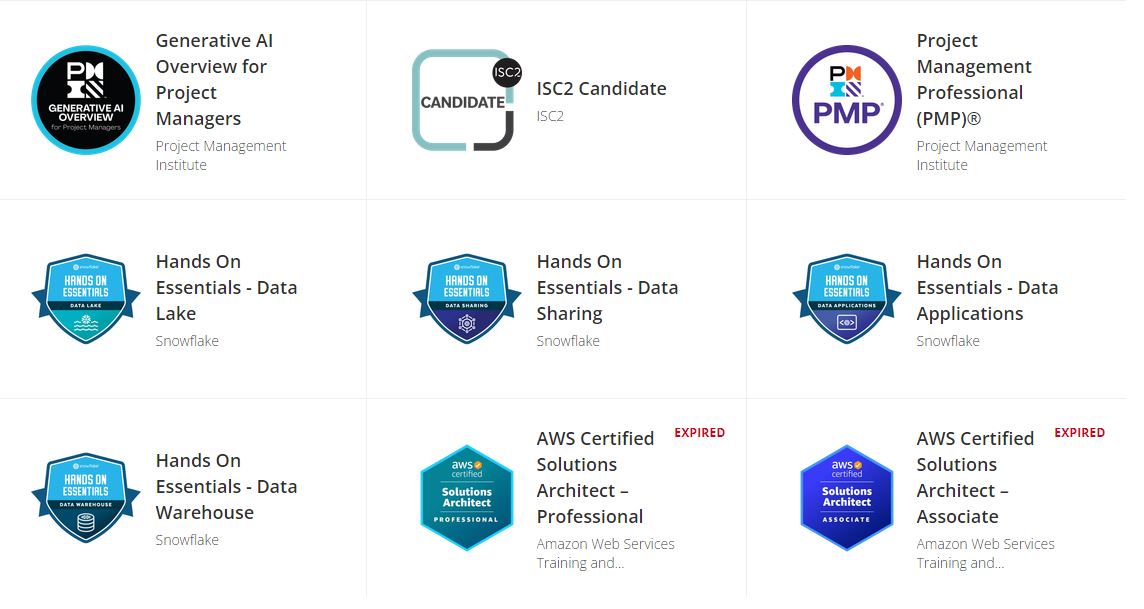 PMI
GENERATIVE AI
OVERVIEW
for Project Managers
Generative AI
Overview for
Project
Managers
Project Management
Institute
ISC2
CANDIDATE
ISC2 Candidate
ISC2
PMI
PMP®
Project
Management
Professional
(PMP)®
Project Management
Institute
snowflake
HANDS ON
ESSENTIALS
DATA LAKE
Hands On
Essentials - Data
Lake
Snowflake
snowflake
HANDS ON
ESSENTIALS
DATA SHARING
Hands On
Essentials - Data
Sharing
Snowflake
snowflake
HANDS ON
ESSENTIALS
DATA APPLICATIONS
Hands On
Essentials - Data
Applications
Snowflake
snowflake
HANDS ON
ESSENTIALS
DATA WAREHOUSE
Hands On
Essentials - Data
Warehouse
Snowflake
aws
certified
Solutions
Architect
PROFESSIONAL
EXPIRED
AWS Certified
Solutions
Architect –
Professional
Amazon Web Services
Training and...
aws
certified
Solutions
Architect
ASSOCIATE
EXPIRED
AWS Certified
Solutions
Architect –
Associate
Amazon Web Services
Training and...